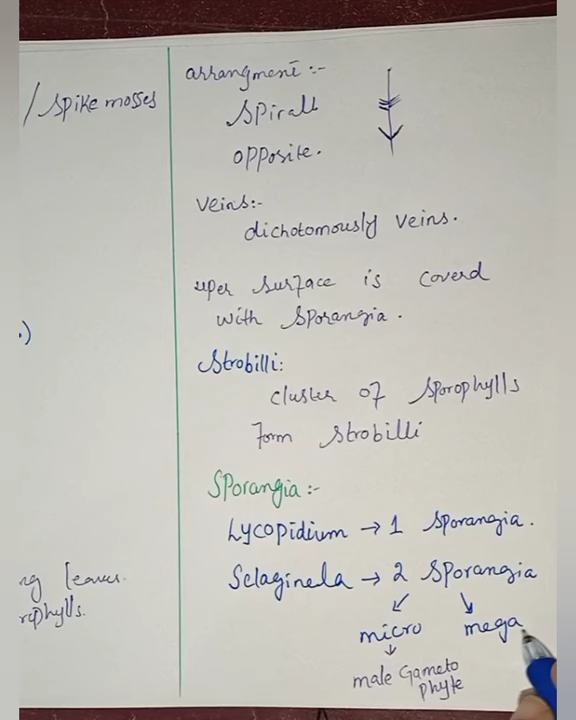 / spike mosses
.)
ng leaves.
rophylls.
arrangment :-
spirall
opposite.
veins:-
dichotomously veins.
uper surface is coverd
with sporangia.
Strobilli:
cluster of sporophylls
form strobilli
Sporangia:-
Lycopidium → 1 sporangia.
Sclaginela → 2 sporangia
micro mega
male Gameto
phyte